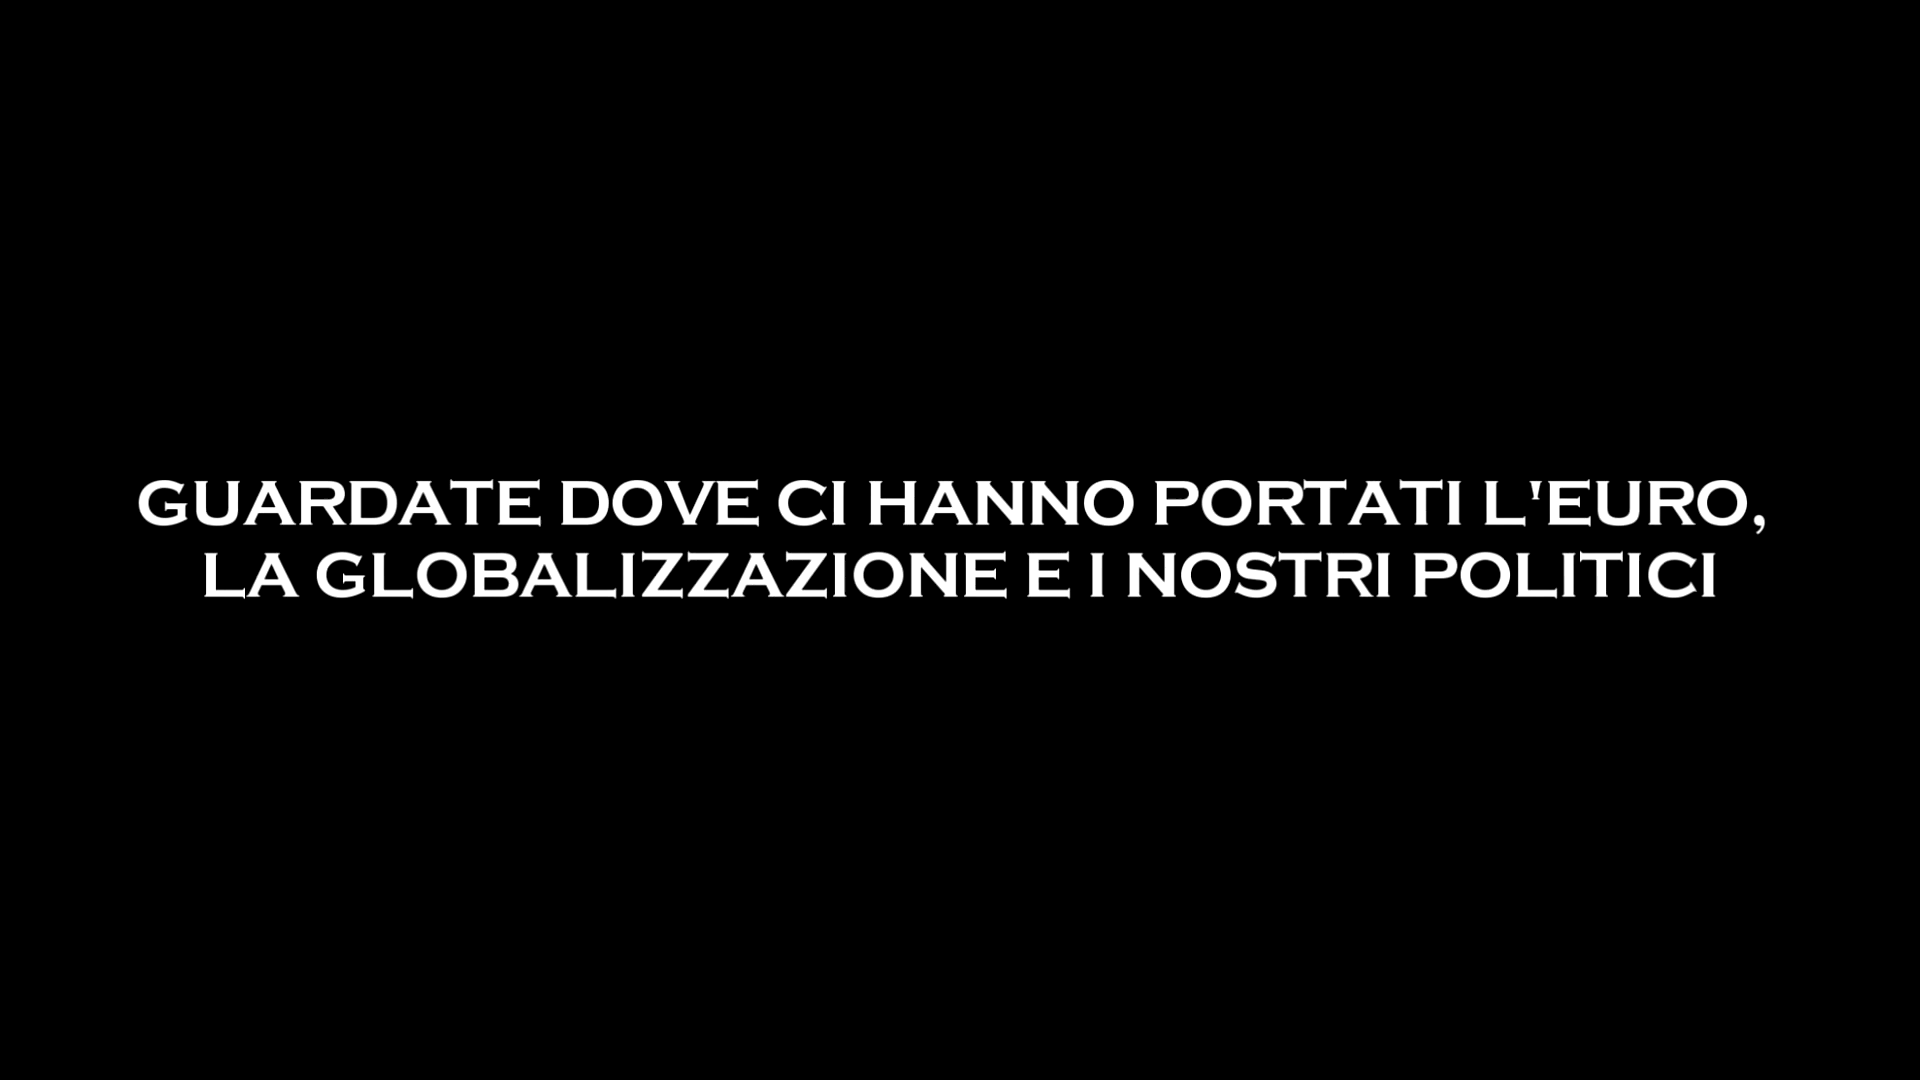 GUARDATE DOVE CI HANNO PORTATI L'EURO,
LA GLOBALIZZAZIONE E I NOSTRI POLITICI